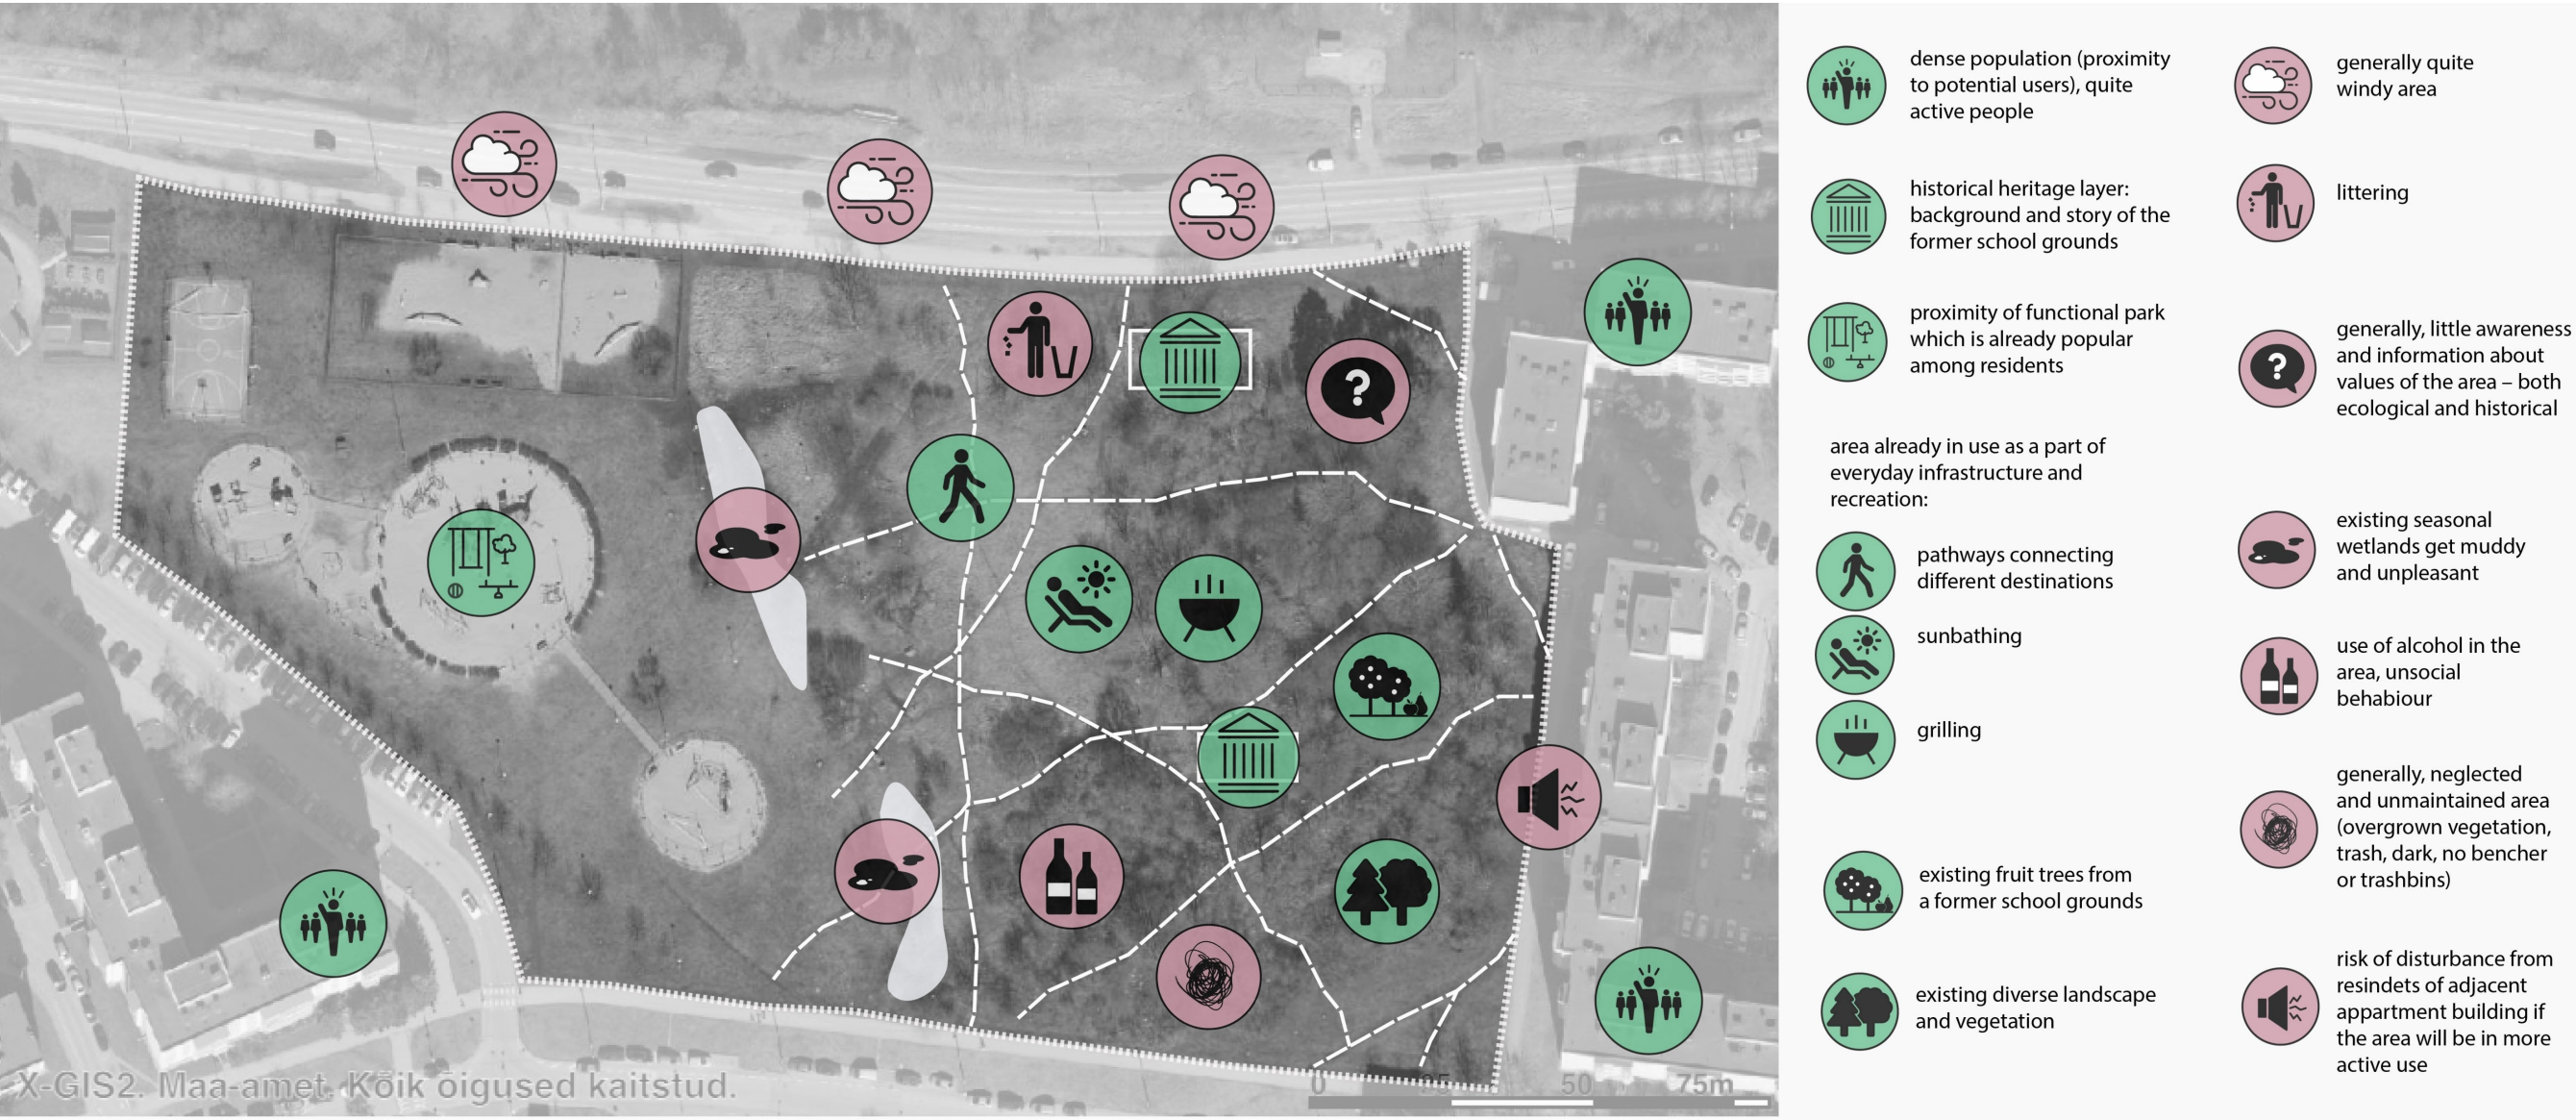 X-GIS2. Maa-amet. Kõik õigused kaitstud.
0 25 50 75m
dense population (proximity
to potential users), quite
active people
historical heritage layer:
background and story of the
former school grounds
proximity of functional park
which is already popular
among residents
area already in use as a part of
everyday infrastructure and
recreation:
pathways connecting
different destinations
sunbathing
grilling
existing fruit trees from
a former school grounds
existing diverse landscape
and vegetation
generally quite
windy area
littering
generally, little awareness
and information about
values of the area – both
ecological and historical
existing seasonal
wetlands get muddy
and unpleasant
use of alcohol in the
area, unsocial
behabiour
generally, neglected
and unmaintained area
(overgrown vegetation,
trash, dark, no bencher
or trashbins)
risk of disturbance from
resindets of adjacent
appartment building if
the area will be in more
active use